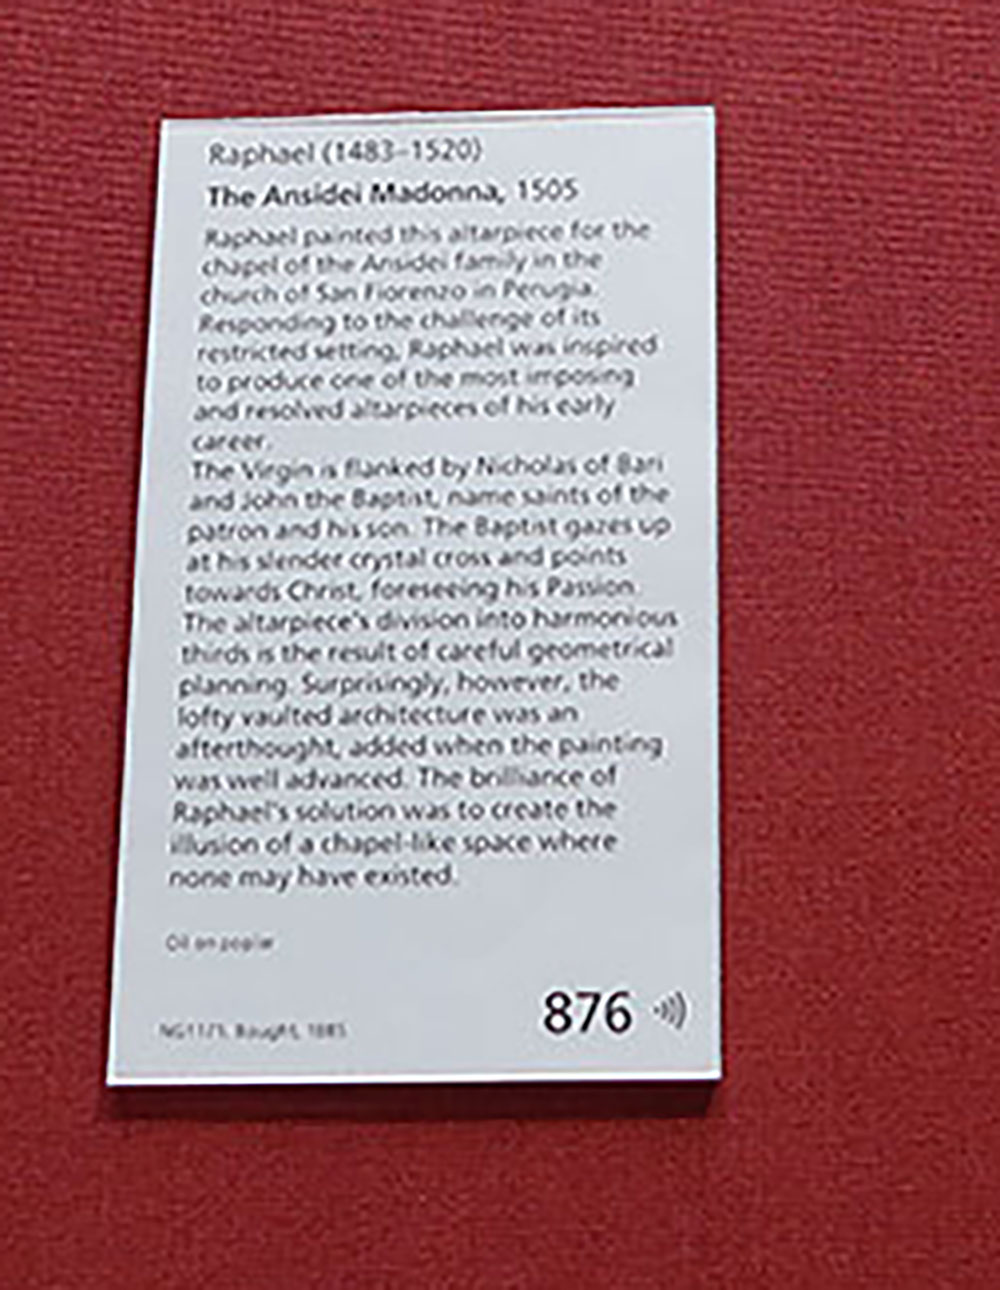 Raphael (1483–1520)
The Ansidei Madonna, 1505
Raphael painted this altarpiece for the
chapel of the Ansidei family in the
church of San Fiorenzo in Perugia.
Responding to the challenge of its
restricted setting, Raphael was inspired
to produce one of the most imposing
and resolved altarpieces of his early
career.
The Virgin is flanked by Nicholas of Bari
and John the Baptist, name saints of the
patron and his son. The Baptist gazes up
at his slender crystal cross and points
towards Christ, foreseeing his Passion.
The altarpiece's division into harmonious
thirds is the result of careful geometrical
planning. Surprisingly, however, the
lofty vaulted architecture was an
afterthought, added when the painting
was well advanced. The brilliance of
Raphael's solution was to create the
illusion of a chapel-like space where
none may have existed.
Oil on poplar
876
NG1171. Bought, 1885